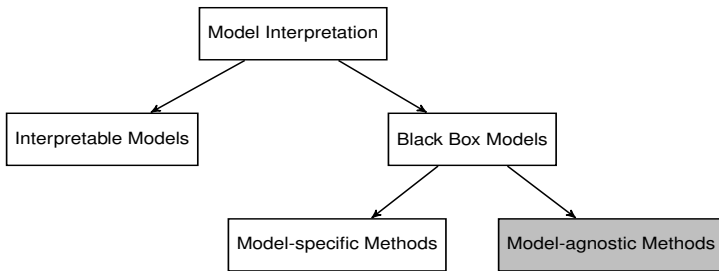 Model Interpretation
Interpretable Models
Black Box Models
Model-specific Methods
Model-agnostic Methods